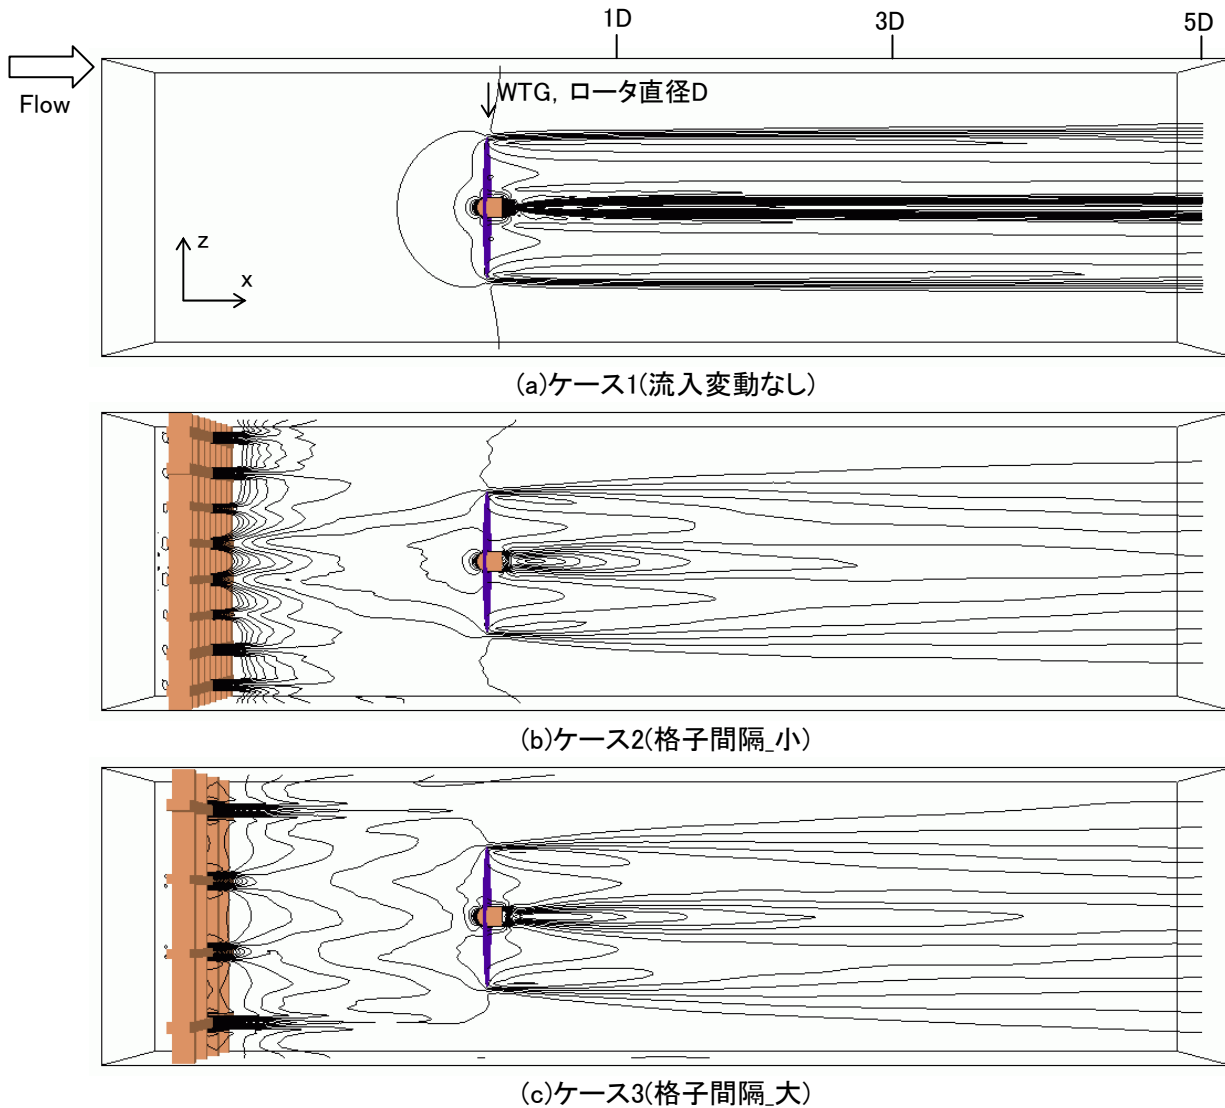 1D
3D
5D
Flow
WTG, ロータ直径D
z
x
(a)ケース1(流入変動なし)
(b)ケース2(格子間隔_小)
(c)ケース3(格子間隔_大)